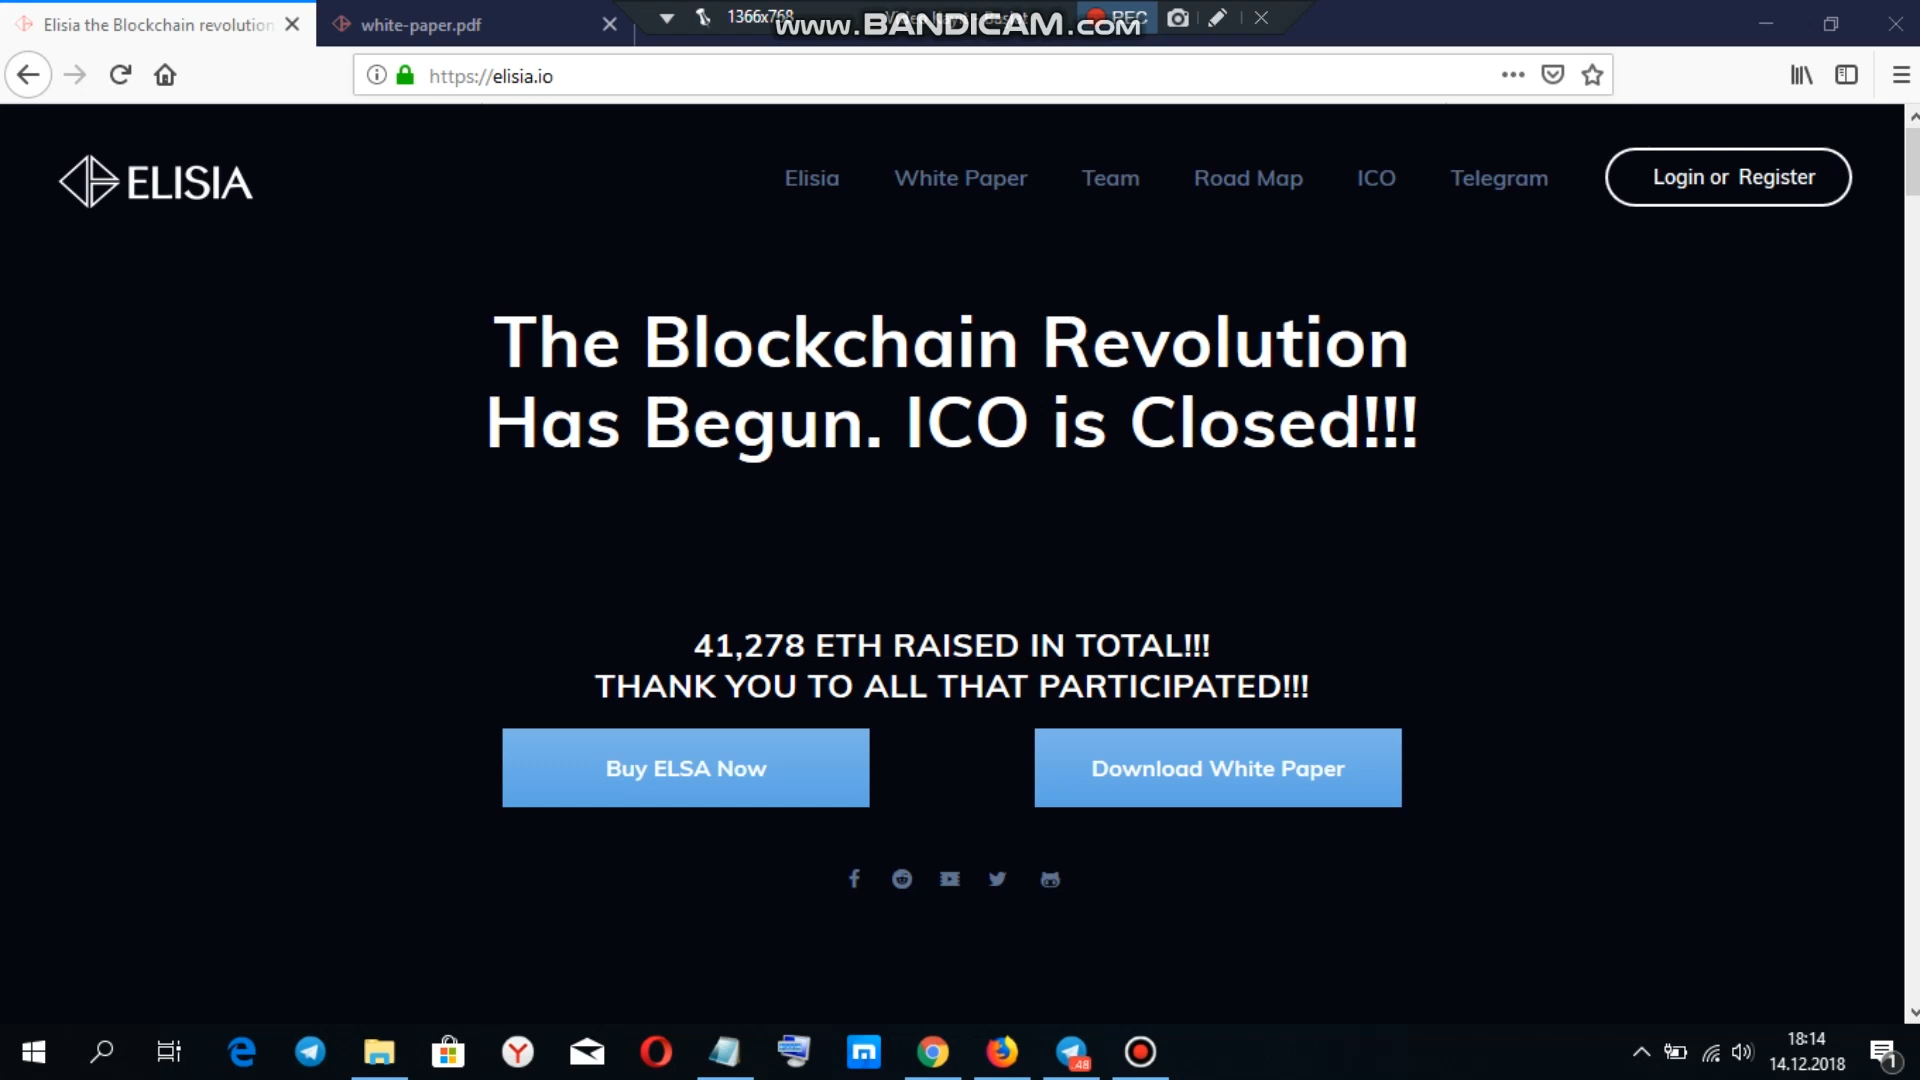 Elisia the Blockchain revolution
white-paper.pdf
1366x768
www.BANDICAM.com
REC
https://elisia.io
ELISIA
Elisia
White Paper
Team
Road Map
ICO
Telegram
Login or Register
The Blockchain Revolution
Has Begun. ICO is Closed!!!
41,278 ETH RAISED IN TOTAL!!!
THANK YOU TO ALL THAT PARTICIPATED!!!
Buy ELSA Now
Download White Paper
48
18:14
14.12.2018
1